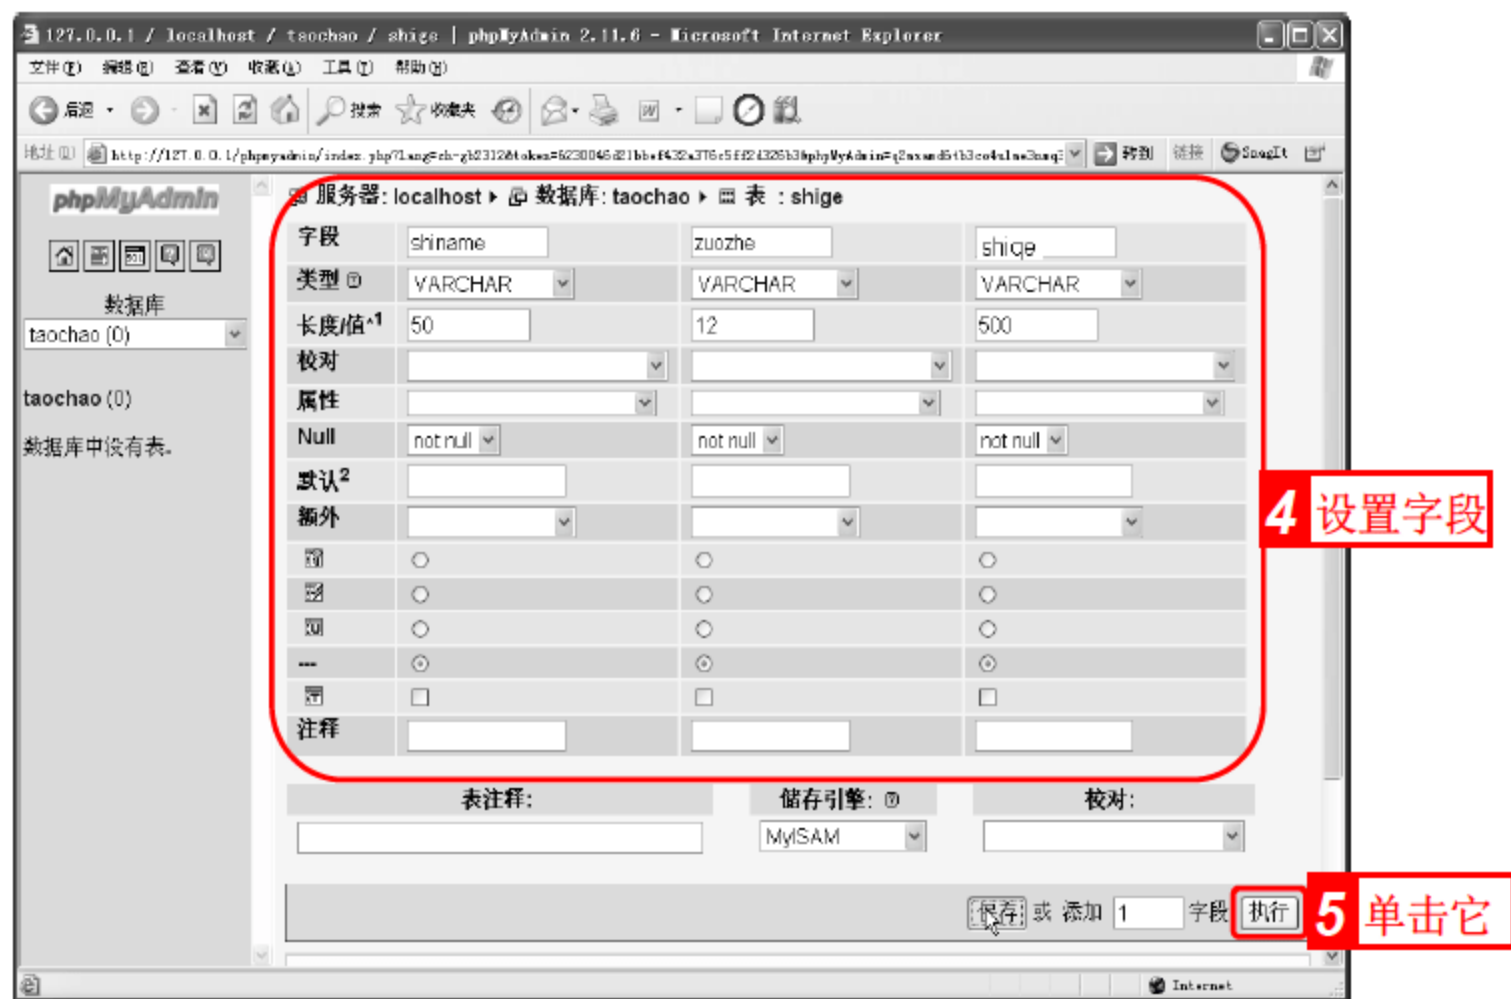 127.0.0.1 / localhost / taochao / shige | phpMyAdmin 2.11.6 - Microsoft Internet Explorer
文件(F) 编辑(E) 查看(V) 收藏(A) 工具(T) 帮助(H)
后退 搜索 收藏夹
地址(D) 转到 链接 SnagIt
phpMyAdmin
服务器: localhost 数据库: taochao 表 : shige
字段 shiname zuozhe shige
类型 VARCHAR VARCHAR VARCHAR
数据库
长度/值*1 50 12 500
taochao (0)
校对
taochao (0)
属性
Null not null not null not null
数据库中没有表。
默认2
额外
4 设置字段
---
注释
表注释: 储存引擎: 校对:
MyISAM
保存 或 添加 1 字段 执行
5 单击它
Internet